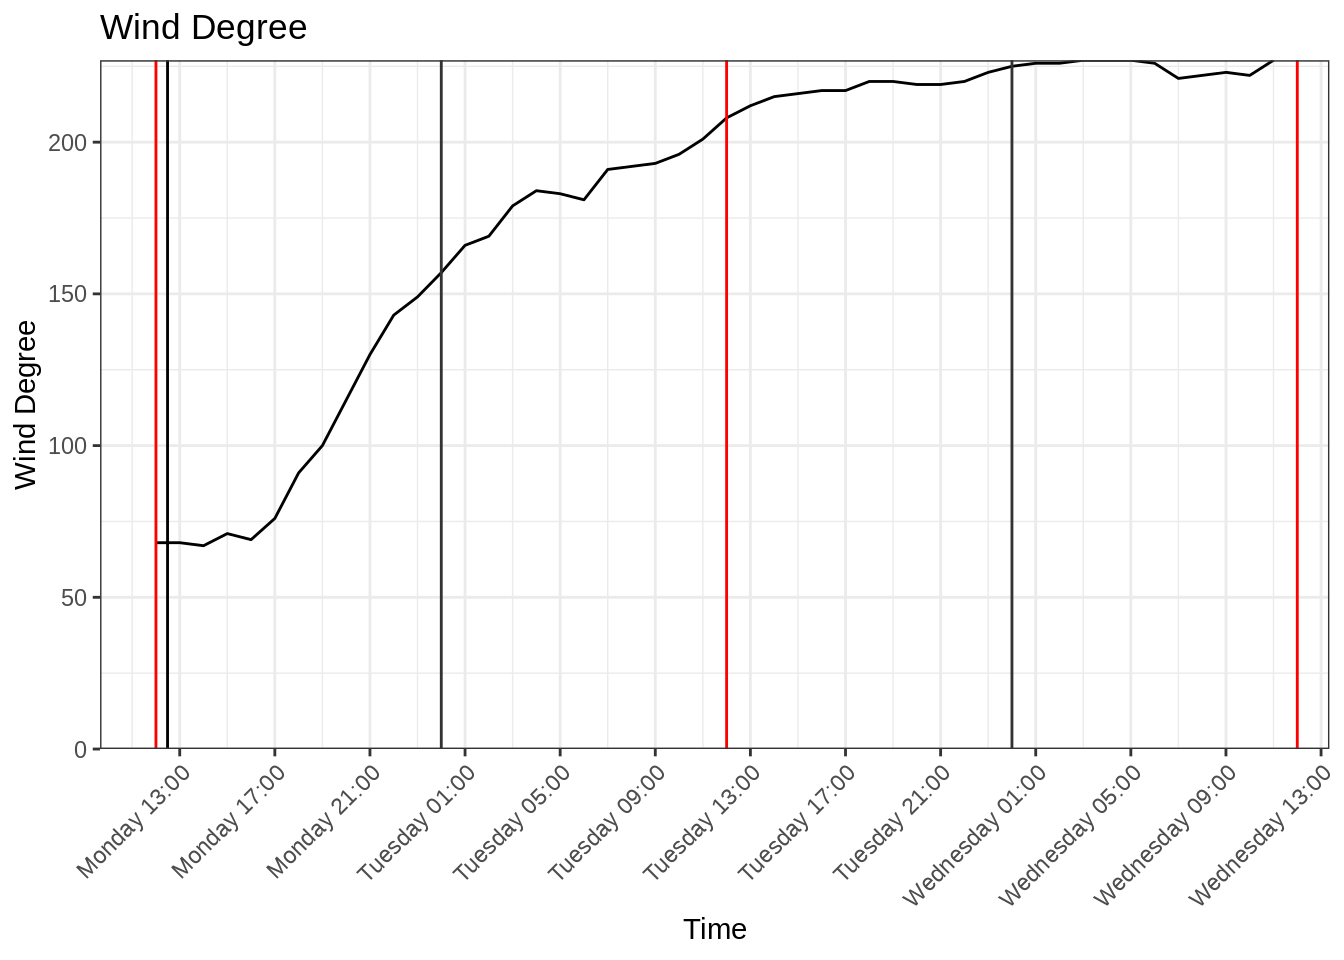 Wind Degree
Wind Degree
200
150
100
50
0
Monday 13:00
Monday 17:00
Monday 21:00
Tuesday 01:00
Tuesday 05:00
Tuesday 09:00
Tuesday 13:00
Tuesday 17:00
Tuesday 21:00
Wednesday 01:00
Wednesday 05:00
Wednesday 09:00
Wednesday 13:00
Time